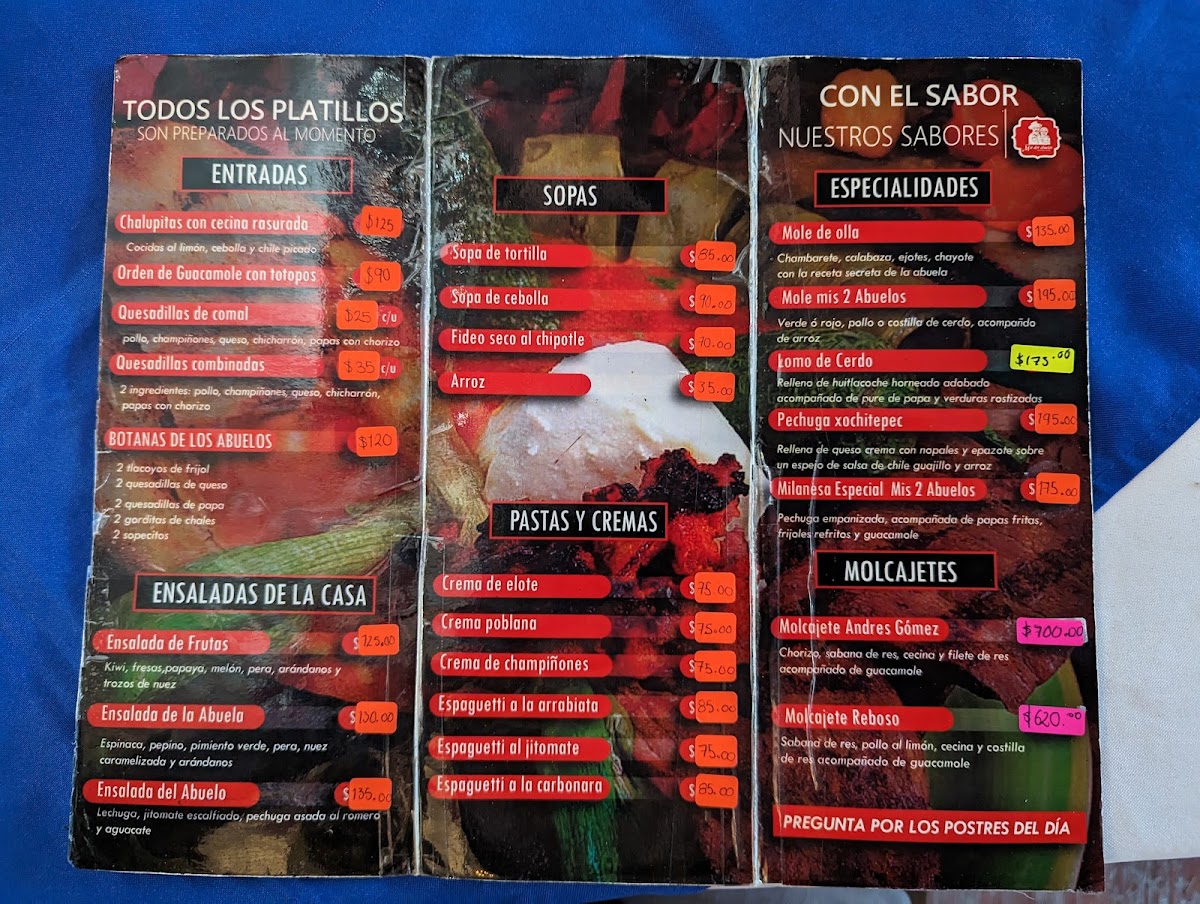 TODOS LOS PLATILLOS
SON PREPARADOS AL MOMENTO
ENTRADAS
Chalupitas con cecina rasurada $125
Cocidas al limón, cebolla y chile picado
Orden de Guacamole con totopos $90
Quesadillas de comal $25 c/u
pollo, champiñones, queso, chicharrón, papas con chorizo
Quesadillas combinadas $35 c/u
2 ingredientes: pollo, champiñones, queso, chicharrón,
papas con chorizo
BOTANAS DE LOS ABUELOS $120
2 tlacoyos de frijol
2 quesadillas de queso
2 quesadillas de papa
2 gorditas de chales
2 sopecitos
ENSALADAS DE LA CASA
Ensalada de Frutas $125.00
Kiwi, fresas,papaya, melón, pera, arándanos y
trozos de nuez
Ensalada de la Abuela $130.00
Espinaca, pepino, pimiento verde, pera, nuez
caramelizada y arándanos
Ensalada del Abuelo $135.00
Lechuga, jitomate escalfiado, pechuga asada al romero
y aguacate
SOPAS
Sopa de tortilla $85.00
Sopa de cebolla $90.00
Fideo seco al chipotle $70.00
Arroz $35.00
PASTAS Y CREMAS
Crema de elote $75.00
Crema poblana $75.00
Crema de champiñones $75.00
Espaguetti a la arrabiata $85.00
Espaguetti al jitomate $75.00
Espaguetti a la carbonara $85.00
CON EL SABOR
NUESTROS SABORES
ESPECIALIDADES
Mole de olla $135.00
Chambarete, calabaza, ejotes, chayote
con la receta secreta de la abuela
Mole mis 2 Abuelos $195.00
Verde ó rojo, pollo o costilla de cerdo, acompañado
de arroz
Lomo de Cerdo $175.00
Relleno de huitlacoche horneado adobado
acompañado de pure de papa y verduras rostizadas
Pechuga xochitepec $195.00
Rellena de queso crema con nopales y epazote sobre
un espejo de salsa de chile guajillo y arroz
Milanesa Especial Mis 2 Abuelos $175.00
Pechuga empanizada, acompañada de papas fritas,
frijoles refritos y guacamole
MOLCAJETES
Molcajete Andres Gómez $700.00
Chorizo, sabana de res, cecina y filete de res
acompañado de guacamole
Molcajete Reboso $620.00
Sabana de res, pollo al limón, cecina y costilla
de res acompañado de guacamole
PREGUNTA POR LOS POSTRES DEL DÍA